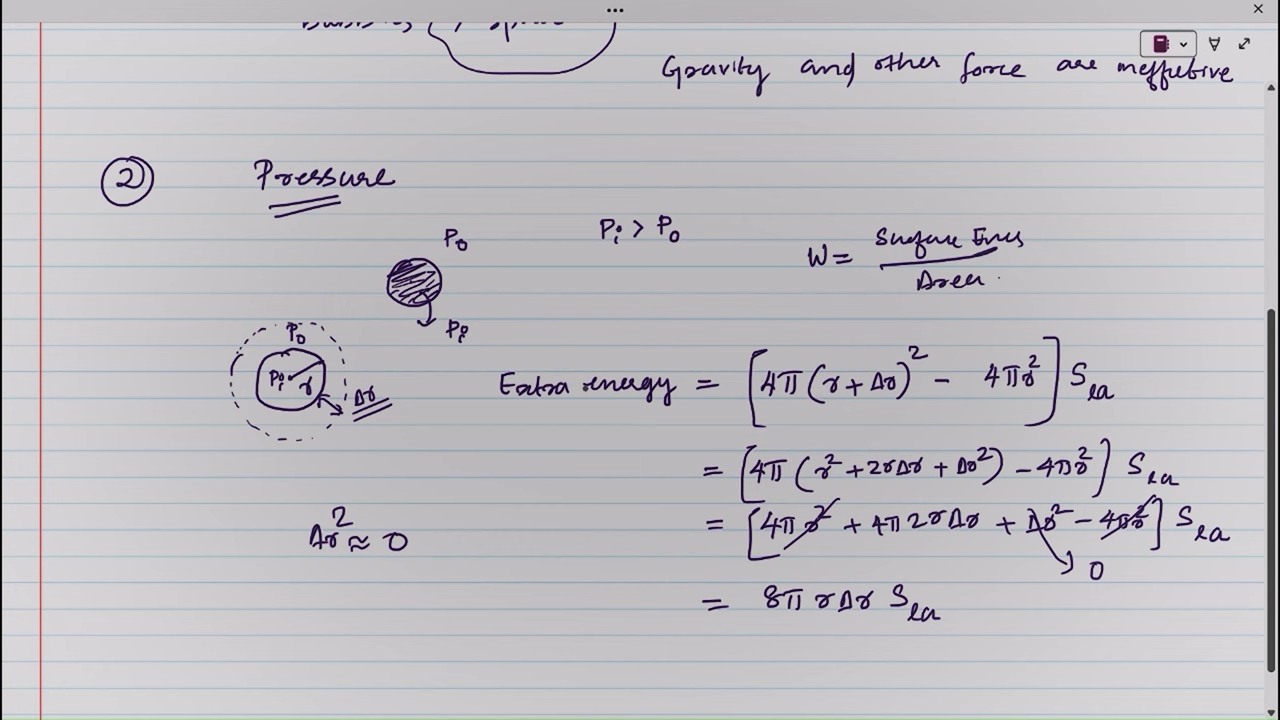 Gravity and other force are ineffective
② Pressure
P₀
Pᵢ > P₀
W = Surface Energy / Area
Pᵢ
P₀
Pᵢ r
Δr
Extra energy = [4π(r + Δr)² - 4πr²] S_la
= [4π(r² + 2rΔr + Δr²) - 4πr²] S_la
= [4πr² + 4π2rΔr + Δr² - 4πr²] S_la
Δr² ≈ 0
0
= 8πrΔr S_la